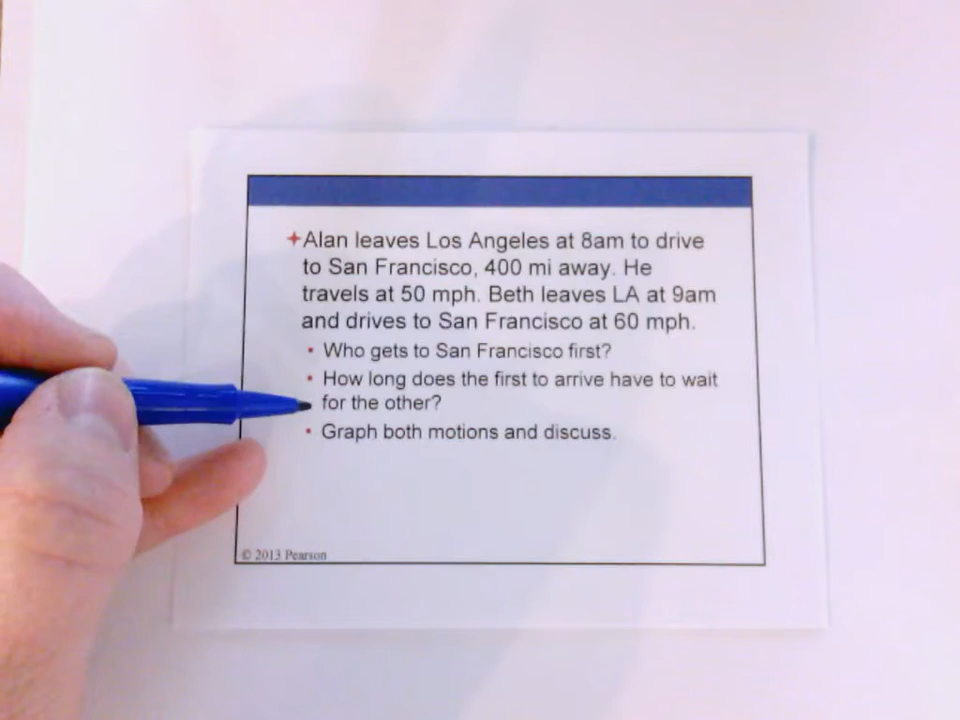 Alan leaves Los Angeles at 8am to drive
to San Francisco, 400 mi away. He
travels at 50 mph. Beth leaves LA at 9am
and drives to San Francisco at 60 mph.
• Who gets to San Francisco first?
• How long does the first to arrive have to wait
for the other?
• Graph both motions and discuss.
© 2013 Pearson